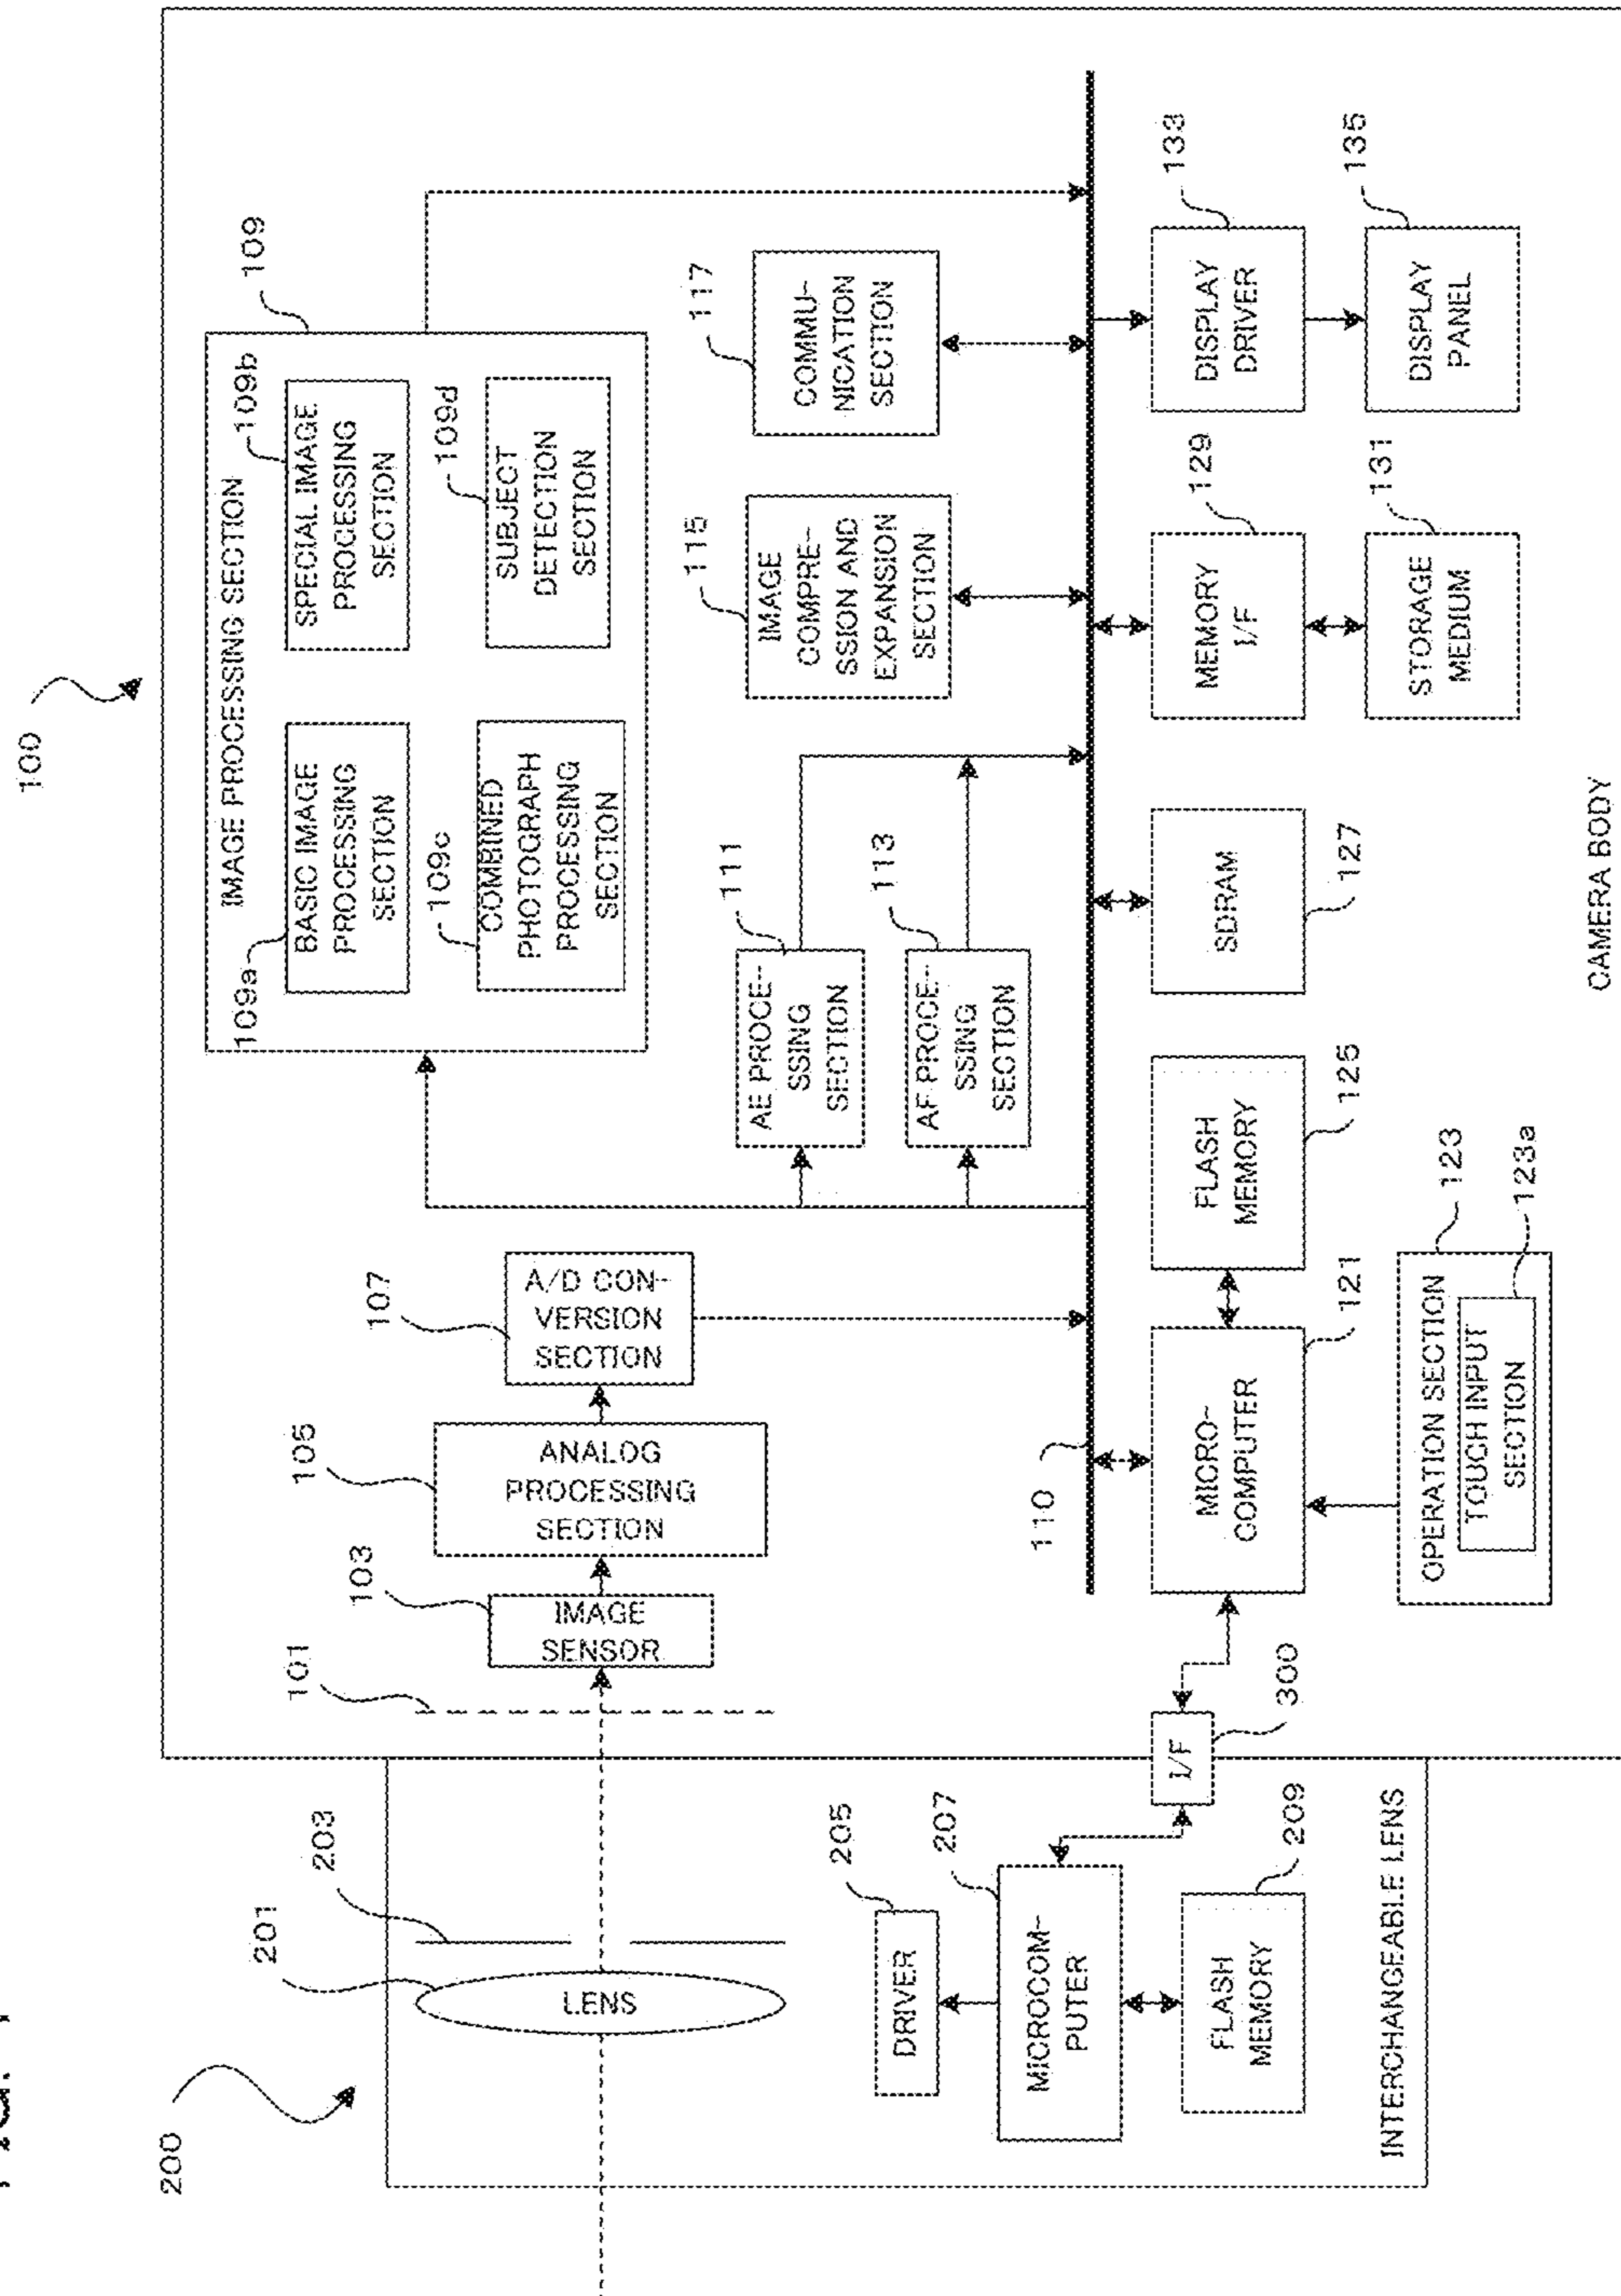 100
200
IMAGE PROCESSING SECTION
109
109a
BASIC IMAGE
PROCESSING
SECTION
109b
SPECIAL IMAGE
PROCESSING
SECTION
109c
COMBINED
PHOTOGRAPH
PROCESSING
SECTION
109d
SUBJECT
DETECTION
SECTION
201
LENS
203
101
103
IMAGE
SENSOR
105
ANALOG
PROCESSING
SECTION
107
A/D CON-
VERSION
SECTION
111
AE PROCE-
SSING
SECTION
113
AF PROCE-
SSING
SECTION
115
IMAGE
COMPRE-
SSION AND
EXPANSION
SECTION
117
COMMU-
NICATION
SECTION
110
205
DRIVER
207
MICROCOM-
PUTER
209
FLASH
MEMORY
INTERCHANGEABLE LENS
I/F
300
MICRO-
COMPUTER
121
FLASH
MEMORY
125
SDRAM
127
MEMORY
I/F
129
STORAGE
MEDIUM
131
DISPLAY
DRIVER
133
DISPLAY
PANEL
135
OPERATION SECTION
123
TOUCH INPUT
SECTION
123a
CAMERA BODY